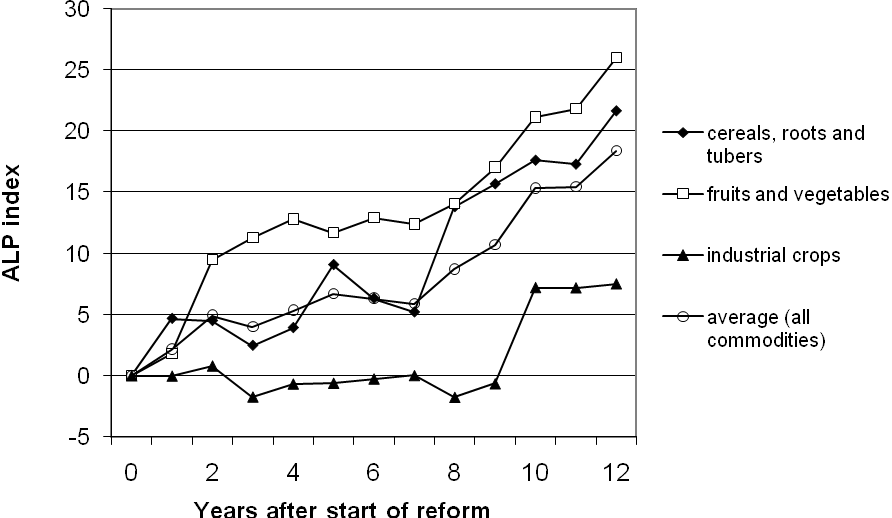 30
25
20
15
10
5
0
-5
ALP index
0 2 4 6 8 10 12
Years after start of reform
cereals, roots and
tubers
fruits and vegetables
industrial crops
average (all
commodities)